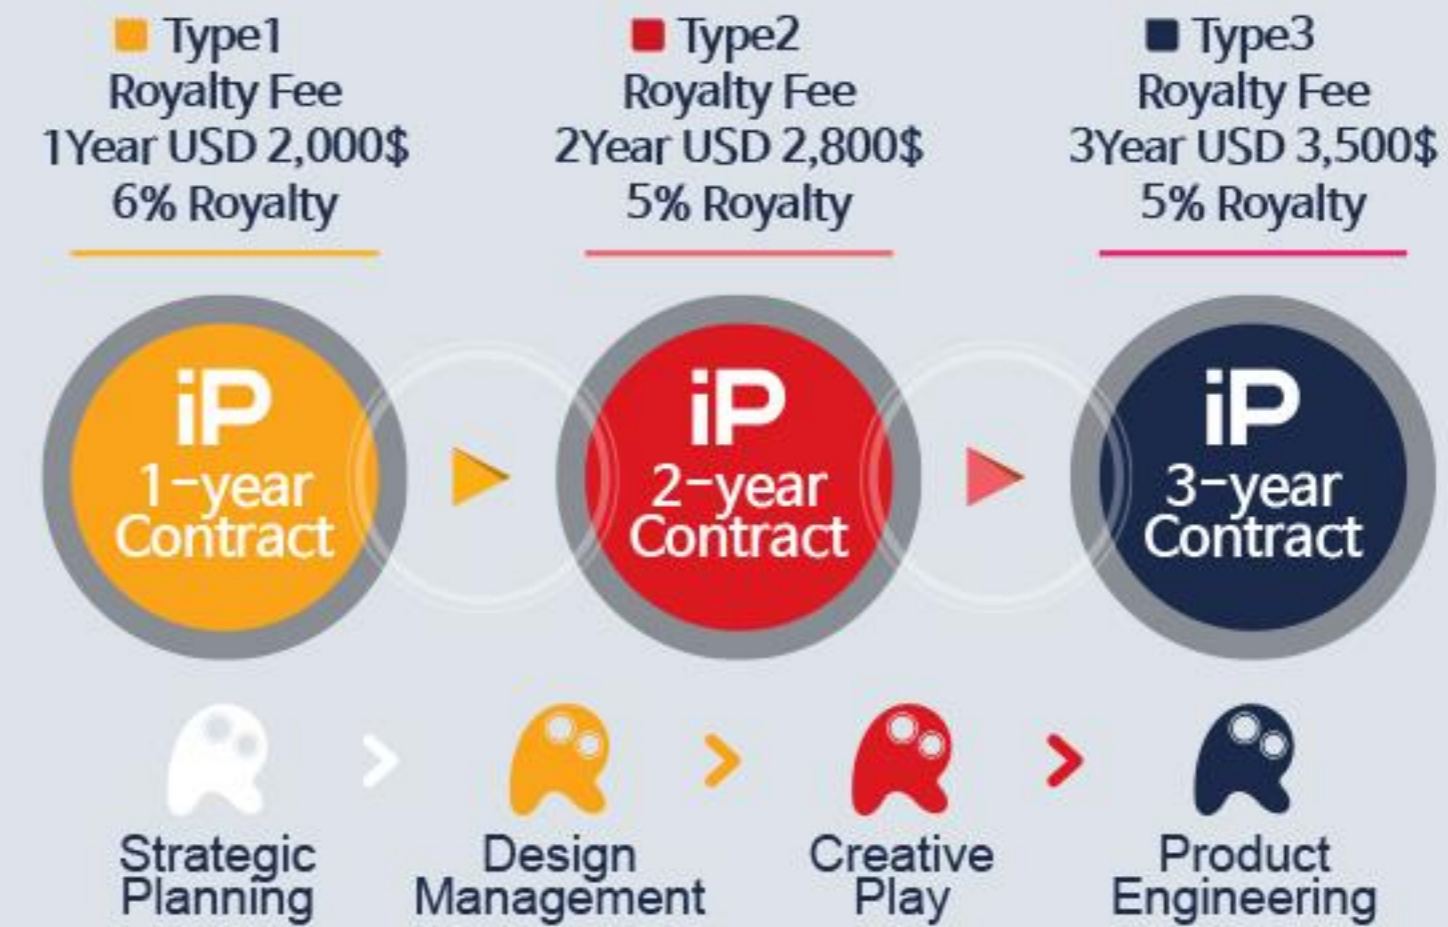 Type1
Royalty Fee
1Year USD 2,000$
6% Royalty
Type2
Royalty Fee
2Year USD 2,800$
5% Royalty
Type3
Royalty Fee
3Year USD 3,500$
5% Royalty
iP
1-year
Contract
iP
2-year
Contract
iP
3-year
Contract
Strategic
Planning
Design
Management
Creative
Play
Product
Engineering